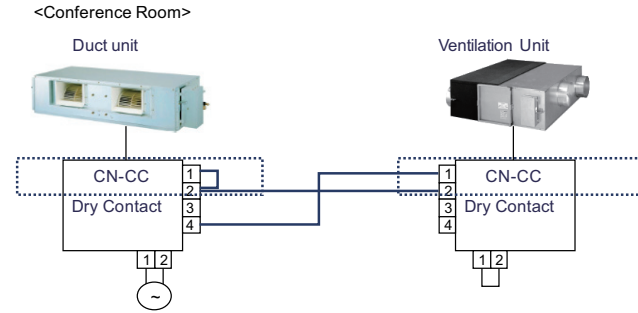 <Conference Room>
Duct unit
Ventilation Unit
CN-CC
Dry Contact
1
2
3
4
1 2
~
CN-CC
Dry Contact
1
2
3
4
1 2